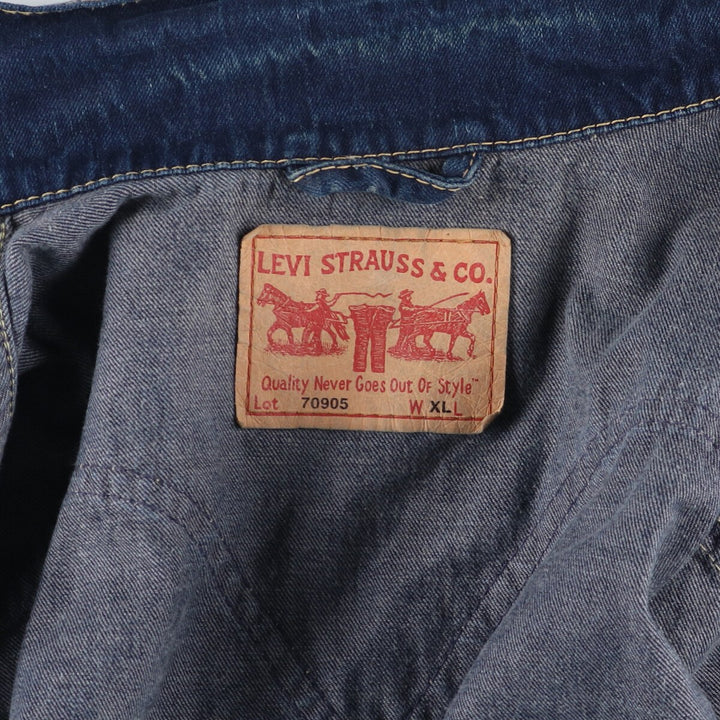 LEVI STRAUSS & CO.
Quality Never Goes Out Of Style™
Lot 70905 W XL L